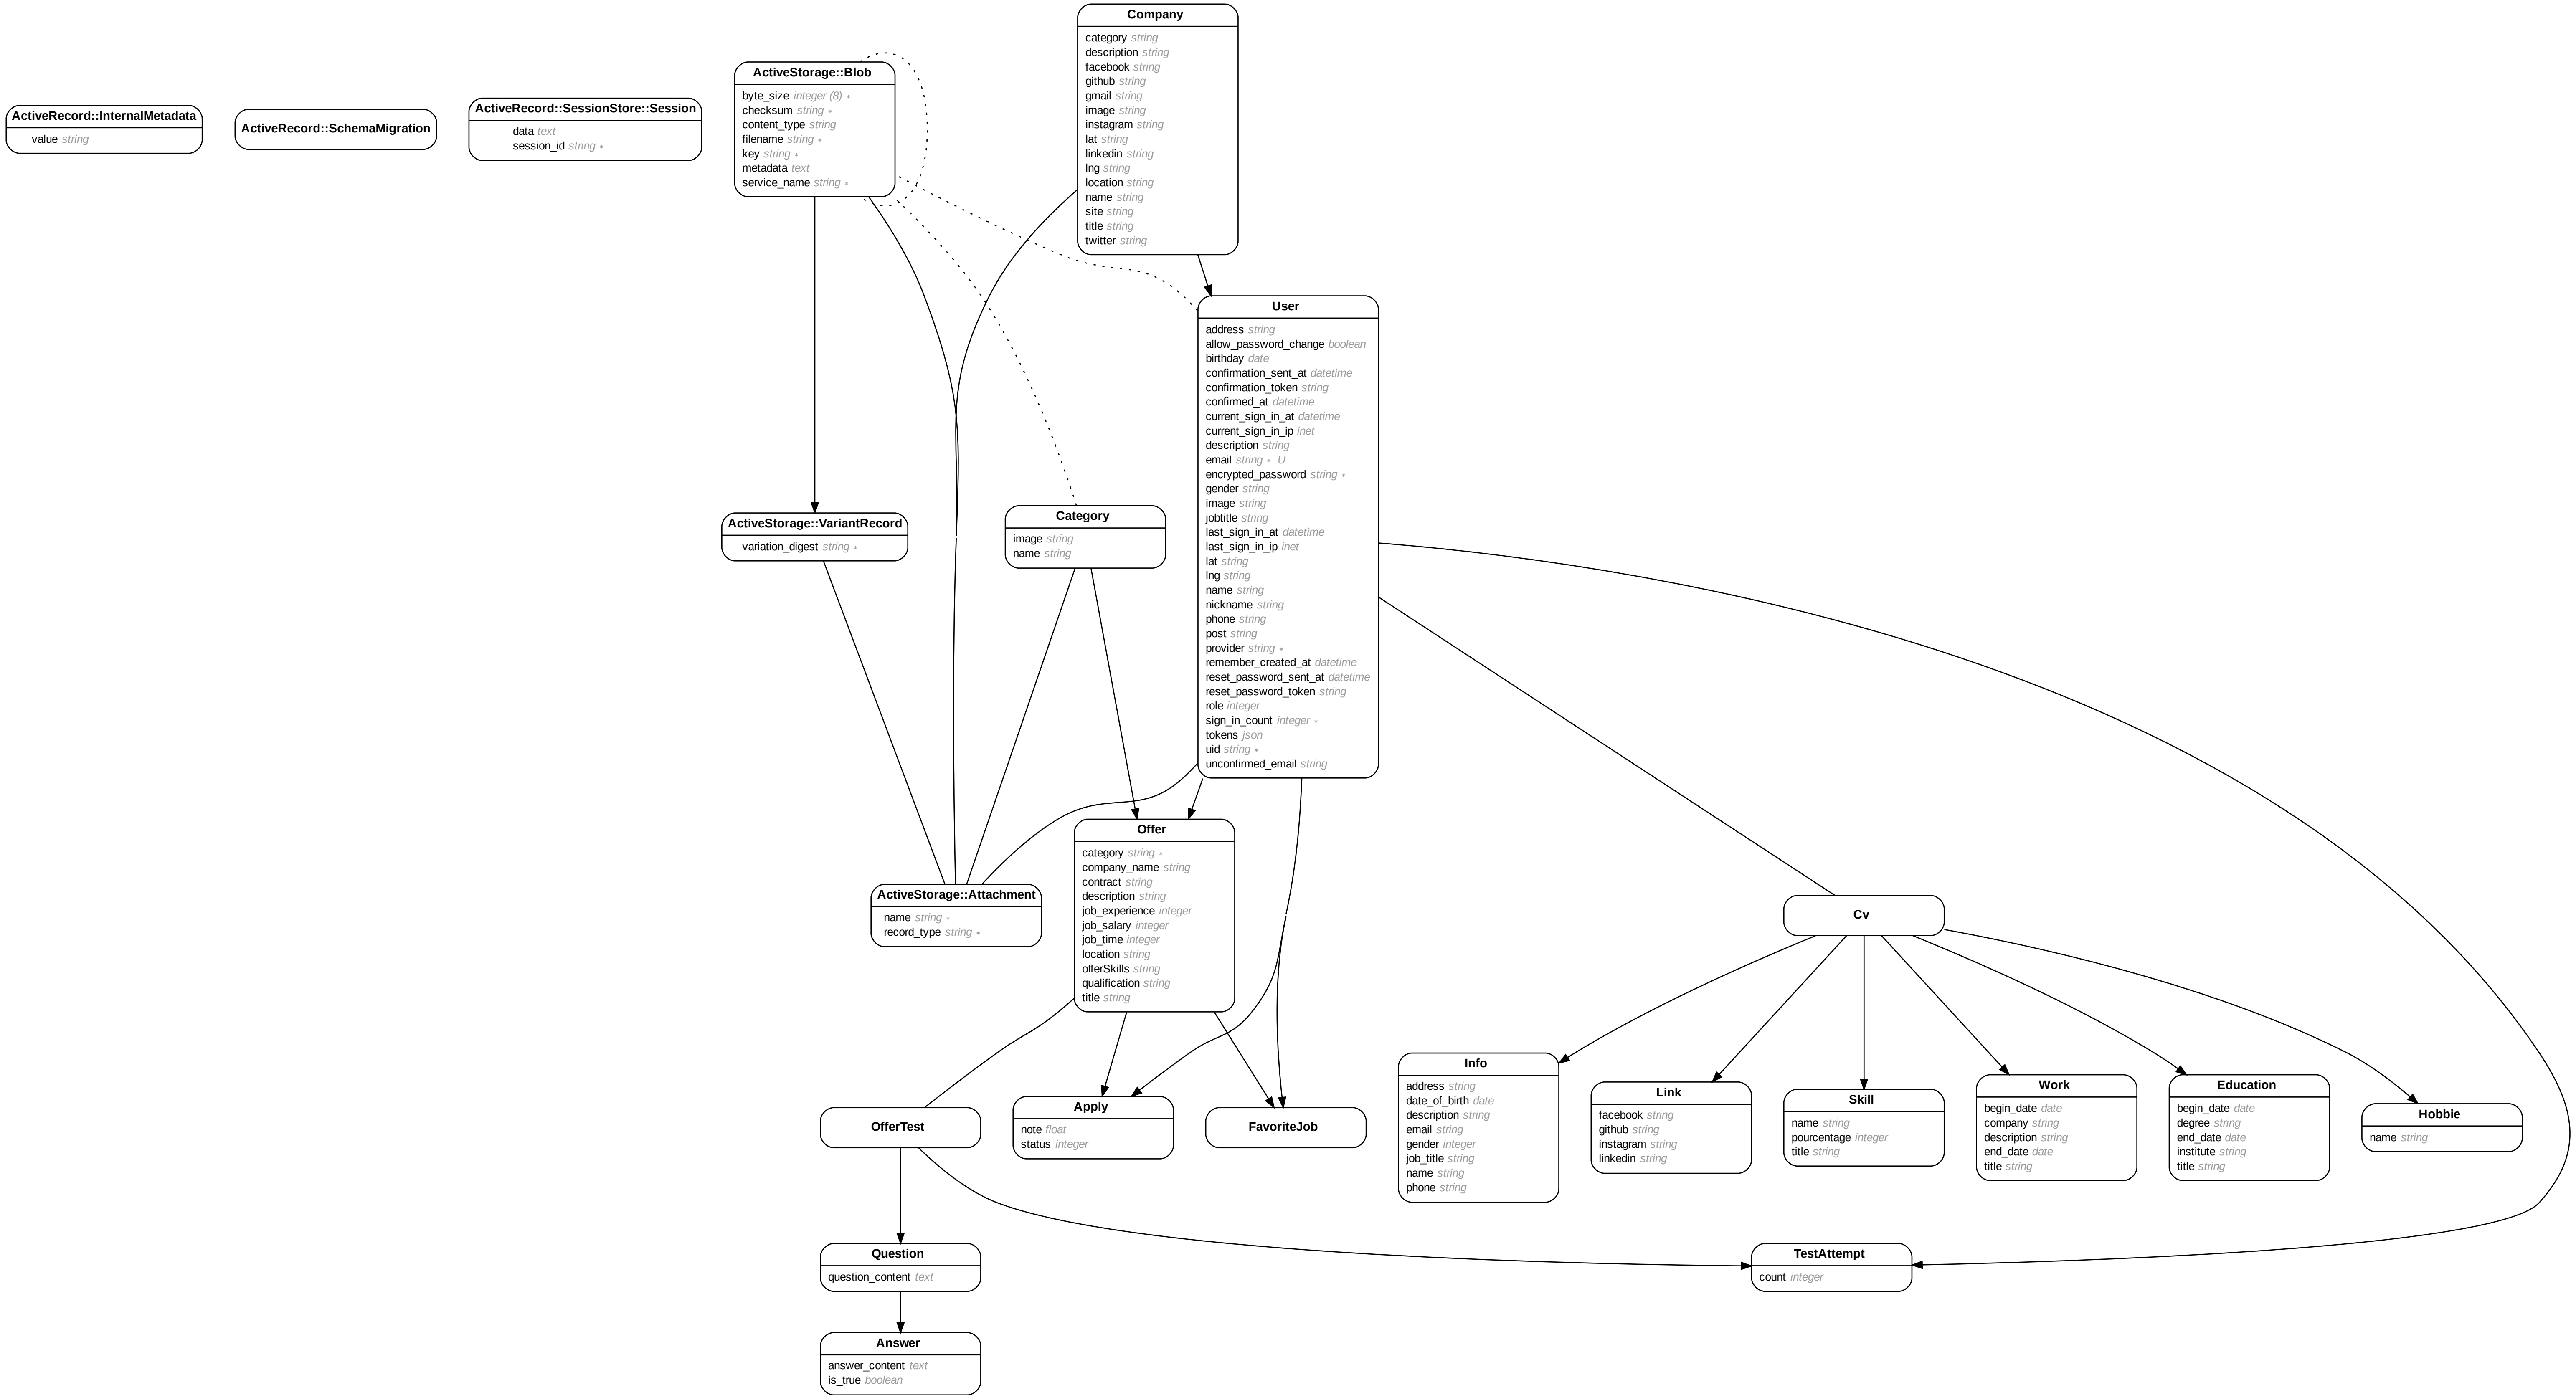 Company
category string
description string
facebook string
github string
gmail string
image string
instagram string
lat string
linkedin string
lng string
location string
name string
site string
title string
twitter string
ActiveStorage::Blob
byte_size integer (8) ∗
checksum string ∗
content_type string
filename string ∗
key string ∗
metadata text
service_name string ∗
ActiveRecord::InternalMetadata
value string
ActiveRecord::SchemaMigration
ActiveRecord::SessionStore::Session
data text
session_id string ∗
User
address string
allow_password_change boolean
birthday date
confirmation_sent_at datetime
confirmation_token string
confirmed_at datetime
current_sign_in_at datetime
current_sign_in_ip inet
description string
email string ∗ U
encrypted_password string ∗
gender string
image string
jobtitle string
last_sign_in_at datetime
last_sign_in_ip inet
lat string
lng string
name string
nickname string
phone string
post string
provider string ∗
remember_created_at datetime
reset_password_sent_at datetime
reset_password_token string
role integer
sign_in_count integer ∗
tokens json
uid string ∗
unconfirmed_email string
ActiveStorage::VariantRecord
variation_digest string ∗
Category
image string
name string
Offer
category string ∗
company_name string
contract string
description string
job_experience integer
job_salary integer
job_time integer
location string
offerSkills string
qualification string
title string
ActiveStorage::Attachment
name string ∗
record_type string ∗
Cv
OfferTest
Apply
note float
status integer
FavoriteJob
Info
address string
date_of_birth date
description string
email string
gender integer
job_title string
name string
phone string
Link
facebook string
github string
instagram string
linkedin string
Skill
name string
pourcentage integer
title string
Work
begin_date date
company string
description string
end_date date
title string
Education
begin_date date
degree string
end_date date
institute string
title string
Hobbie
name string
Question
question_content text
TestAttempt
count integer
Answer
answer_content text
is_true boolean